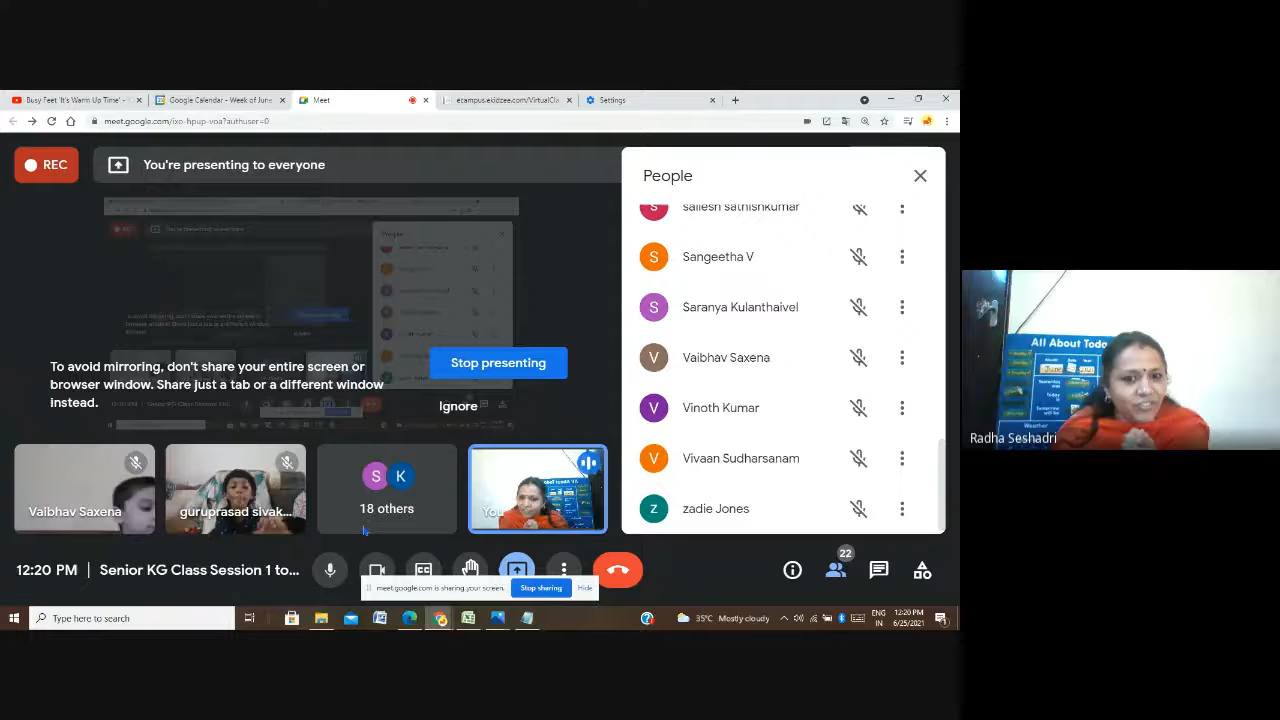 Busy Feet 'It's Warm Up Time' -
Google Calendar - Week of June
Meet
ecampus.ekidzee.com/VirtualCla
Settings
meet.google.com/ixo-hpup-voa?authuser=0
REC
You're presenting to everyone
People
sailesh sathishkumar
Sangeetha V
Saranya Kulanthaivel
Vaibhav Saxena
Vinoth Kumar
Vivaan Sudharsanam
zadie Jones
To avoid mirroring, don't share your entire screen or
browser window. Share just a tab or a different window
instead.
Stop presenting
Ignore
Vaibhav Saxena
guruprasad sivak...
S K
18 others
You
12:20 PM | Senior KG Class Session 1 to...
22
meet.google.com is sharing your screen.
Stop sharing
Hide
Type here to search
35°C Mostly cloudy
ENG
IN
12:20 PM
6/25/2021
All About Today
June
Weather
Radha Seshadri